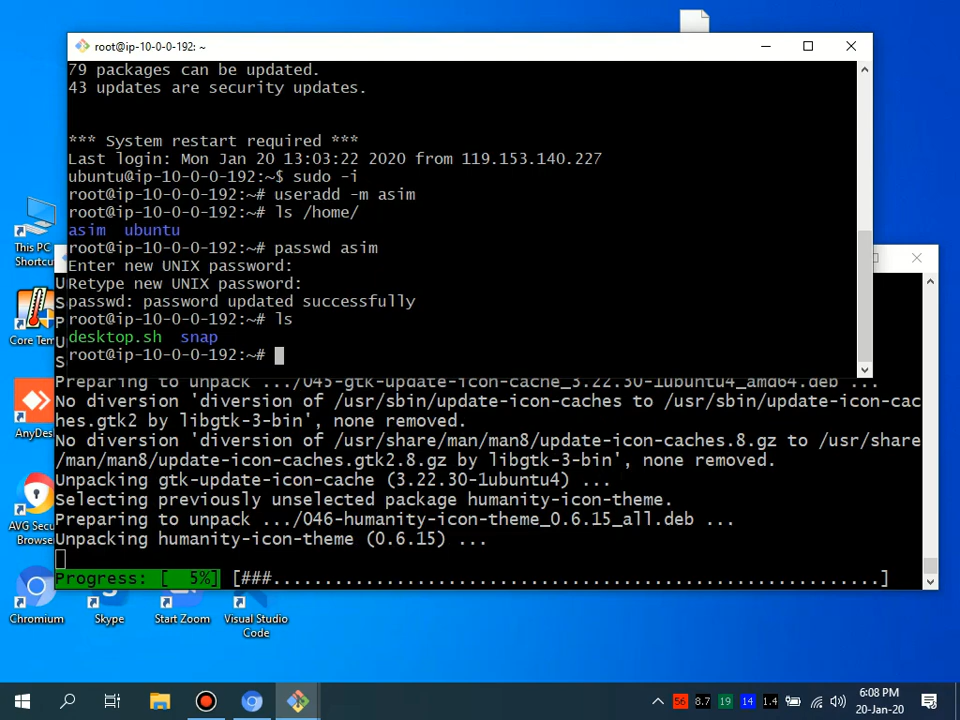 root@ip-10-0-0-192: ~
79 packages can be updated.
43 updates are security updates.
*** System restart required ***
Last login: Mon Jan 20 13:03:22 2020 from 119.153.140.227
ubuntu@ip-10-0-0-192:~$ sudo -i
root@ip-10-0-0-192:~# useradd -m asim
root@ip-10-0-0-192:~# ls /home/
asim ubuntu
root@ip-10-0-0-192:~# passwd asim
Enter new UNIX password:
Retype new UNIX password:
passwd: password updated successfully
root@ip-10-0-0-192:~# ls
desktop.sh snap
root@ip-10-0-0-192:~#
Preparing to unpack .../045-gtk-update-icon-cache_3.22.30-1ubuntu4_amd64.deb ...
No diversion 'diversion of /usr/sbin/update-icon-caches to /usr/sbin/update-icon-cac
hes.gtk2 by libgtk-3-bin', none removed.
No diversion 'diversion of /usr/share/man/man8/update-icon-caches.8.gz to /usr/share
/man/man8/update-icon-caches.gtk2.8.gz by libgtk-3-bin', none removed.
Unpacking gtk-update-icon-cache (3.22.30-1ubuntu4) ...
Selecting previously unselected package humanity-icon-theme.
Preparing to unpack .../046-humanity-icon-theme_0.6.15_all.deb ...
Unpacking humanity-icon-theme (0.6.15) ...
Progress: [  5%] [###.......................................................]
This PC
Shortcu
Core Tem
AnyDes
AVG Secu
Browse
Chromium
Skype
Start Zoom
Visual Studio
Code
56 8.7 19 14 1.4
6:08 PM
20-Jan-20